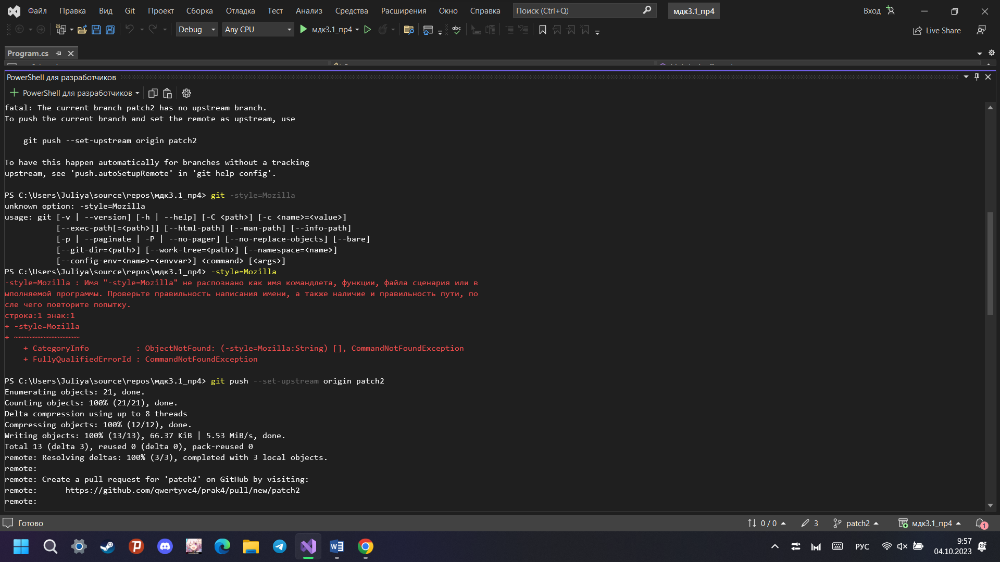 Файл Правка Вид Git Проект Сборка Отладка Тест Анализ Средства Расширения Окно Справка Поиск (Ctrl+Q) мдк3.1_пр4 Вход
Debug Any CPU мдк3.1_пр4 abc Live Share
Program.cs
PowerShell для разработчиков
PowerShell для разработчиков
fatal: The current branch patch2 has no upstream branch.
To push the current branch and set the remote as upstream, use
git push --set-upstream origin patch2
To have this happen automatically for branches without a tracking
upstream, see 'push.autoSetupRemote' in 'git help config'.
PS C:\Users\Juliya\source\repos\мдк3.1_пр4> git -style=Mozilla
unknown option: -style=Mozilla
usage: git [-v | --version] [-h | --help] [-C <path>] [-c <name>=<value>]
[--exec-path[=<path>]] [--html-path] [--man-path] [--info-path]
[-p | --paginate | -P | --no-pager] [--no-replace-objects] [--bare]
[--git-dir=<path>] [--work-tree=<path>] [--namespace=<name>]
[--config-env=<name>=<envvar>] <command> [<args>]
PS C:\Users\Juliya\source\repos\мдк3.1_пр4> -style=Mozilla
-style=Mozilla : Имя "-style=Mozilla" не распознано как имя командлета, функции, файла сценария или в
ыполняемой программы. Проверьте правильность написания имени, а также наличие и правильность пути, по
сле чего повторите попытку.
строка:1 знак:1
+ -style=Mozilla
+ ~~~~~~~~~~~~~~
+ CategoryInfo          : ObjectNotFound: (-style=Mozilla:String) [], CommandNotFoundException
+ FullyQualifiedErrorId : CommandNotFoundException
PS C:\Users\Juliya\source\repos\мдк3.1_пр4> git push --set-upstream origin patch2
Enumerating objects: 21, done.
Counting objects: 100% (21/21), done.
Delta compression using up to 8 threads
Compressing objects: 100% (12/12), done.
Writing objects: 100% (13/13), 66.37 KiB | 5.53 MiB/s, done.
Total 13 (delta 3), reused 0 (delta 0), pack-reused 0
remote: Resolving deltas: 100% (3/3), completed with 3 local objects.
remote:
remote: Create a pull request for 'patch2' on GitHub by visiting:
remote:      https://github.com/qwertyvc4/prak4/pull/new/patch2
remote:
Готово 0 / 0 3 patch2 мдк3.1_пр4 1
РУС 9:57
04.10.2023